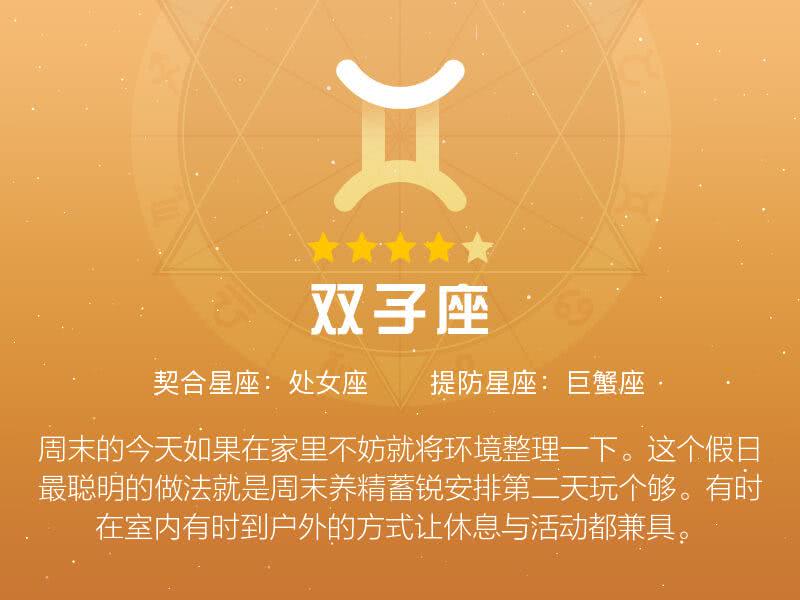 双子座
契合星座：处女座 提防星座：巨蟹座
周末的今天如果在家里不妨就将环境整理一下。这个假日
最聪明的做法就是周末养精蓄锐安排第二天玩个够。有时
在室内有时到户外的方式让休息与活动都兼具。